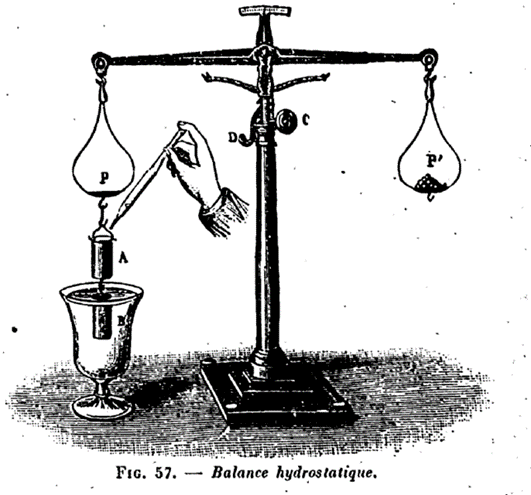 C
D
P
P'
A
B
FIG. 57. — Balance hydrostatique.